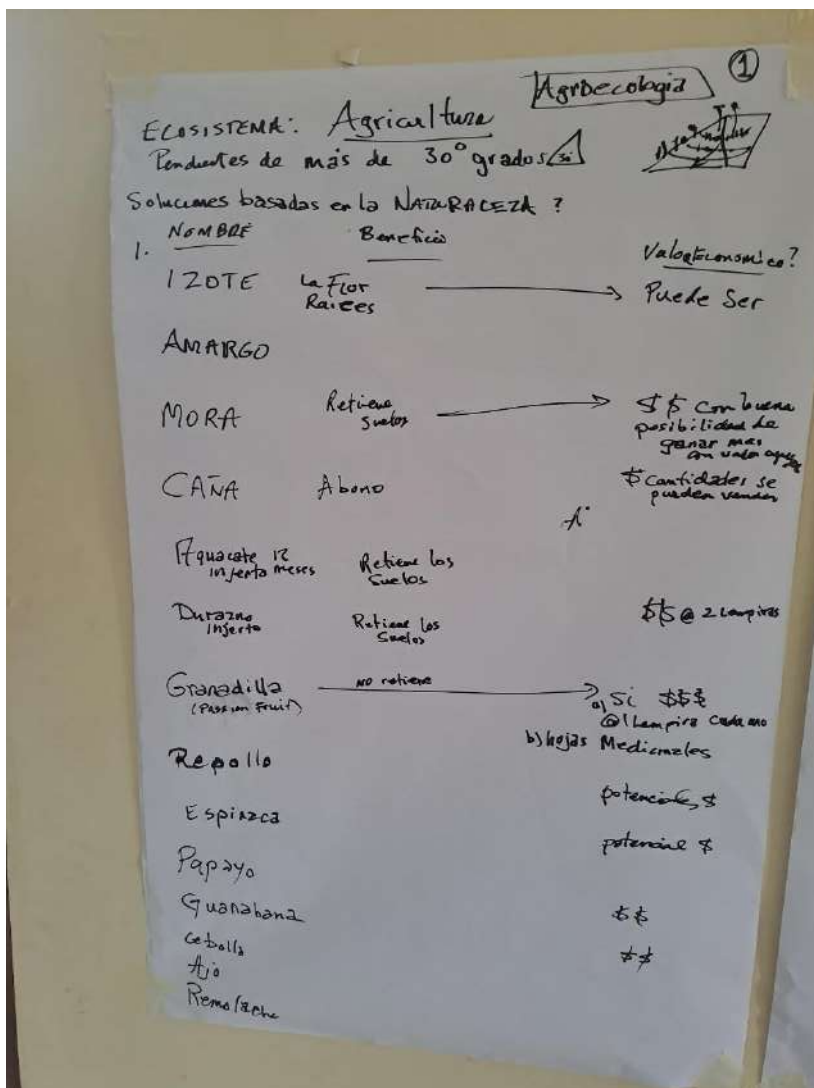 Agroecologia
1
ECOSISTEMA: Agricultura
Pendientes de más de 30° grados si
Soluciones basadas en la NATURALEZA ?
1. NOMBRE Beneficio Valor Economico?
IZOTE La Flor Raices Puede Ser
AMARGO
MORA Retiene Suelos $$ con buena
posibilidad de
ganar mas
con valor
CAÑA Abono $ Cantidades se
pueden vender
Aguacate 12 Retiene los
injerto meses Suelos
Durazno Retiene los $$ @ 2 Lempiras
Injerto Suelos
Granadilla NO retiene a) Si $$$
(Passion Fruit) @ 1 Lempira Cada uno
b) hojas Medicinales
Repollo
potencial $
Espinaca
potencial $
Papayo
Guanabana $$
Cebolla
Ajo $$
Remolacha